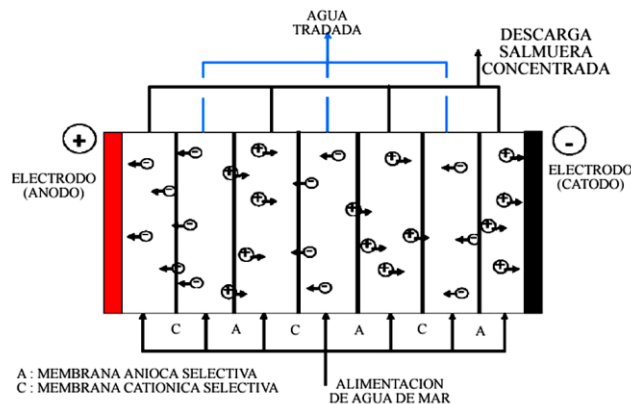 AGUA
TRADADA
DESCARGA
SALMUERA
CONCENTRADA
+
-
ELECTRODO
(ANODO)
ELECTRODO
(CATODO)
C A C A C A
A : MEMBRANA ANIOCA SELECTIVA
C : MEMBRANA CATIONICA SELECTIVA
ALIMENTACION
DE AGUA DE MAR